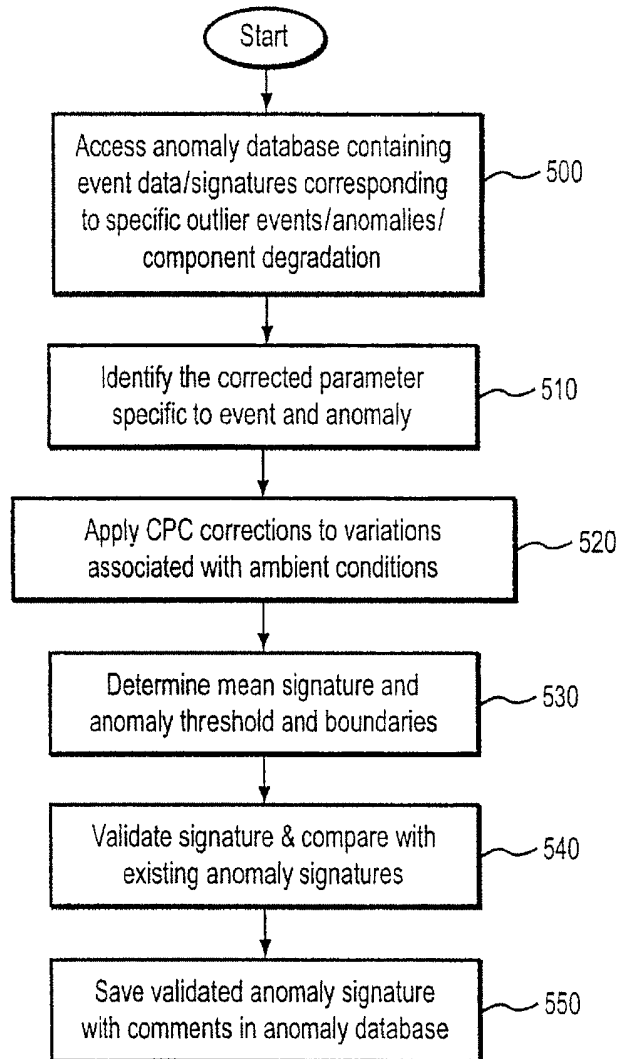 Start
Access anomaly database containing
event data/signatures corresponding
to specific outlier events/anomalies/
component degradation
500
Identify the corrected parameter
specific to event and anomaly
510
Apply CPC corrections to variations
associated with ambient conditions
520
Determine mean signature and
anomaly threshold and boundaries
530
Validate signature & compare with
existing anomaly signatures
540
Save validated anomaly signature
with comments in anomaly database
550